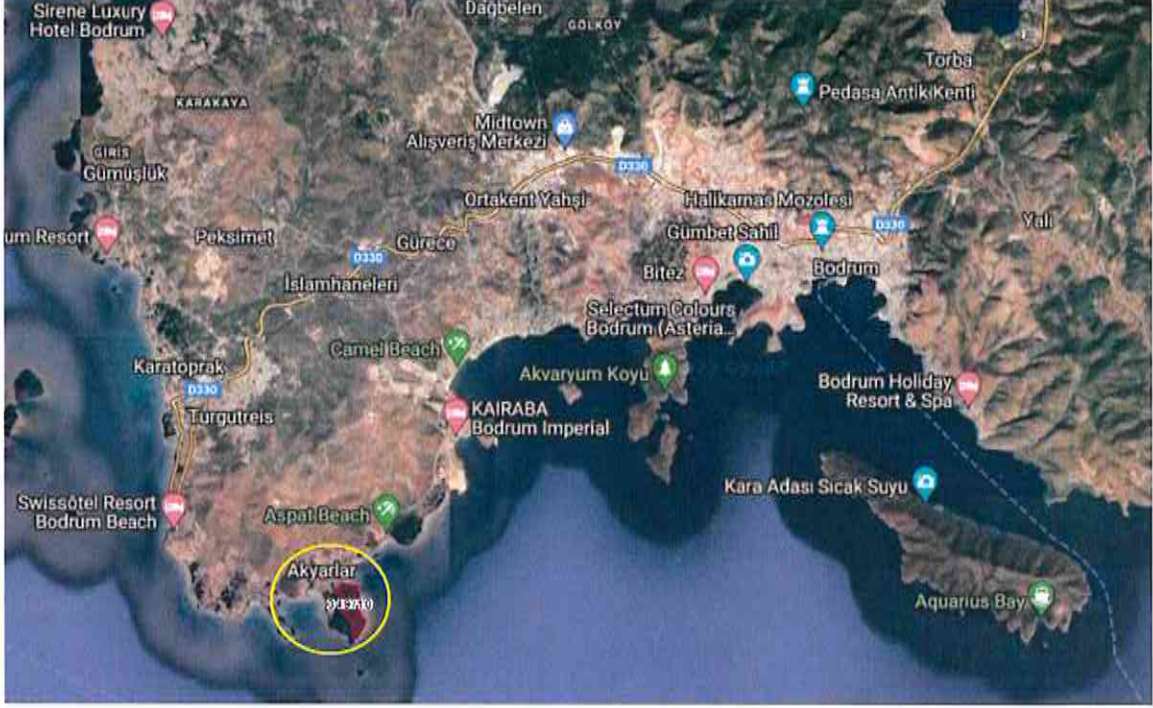 Dağbelen
Sirene Luxury
Hotel Bodrum
GÖLKÖY
Torba
Pedasa Antik Kenti
KARAKAYA
Midtown
Alışveriş Merkezi
GİRİS
Gümüşlük
D330
Ortakent Yahşi
Halikarnas Mozolesi
um Resort
Peksimet
Gürece
Gümbet Sahil
D330
Yalı
D330
Bitez
Bodrum
İslamhaneleri
Selectum Colours
Bodrum (Asteria...
Camel Beach
Karatoprak
Akvaryum Koyu
D330
Bodrum Holiday
Resort & Spa
Turgutreis
KAIRABA
Bodrum Imperial
Kara Adası Sıcak Suyu
Swissôtel Resort
Bodrum Beach
Aspat Beach
Akyarlar
Aquarius Bay